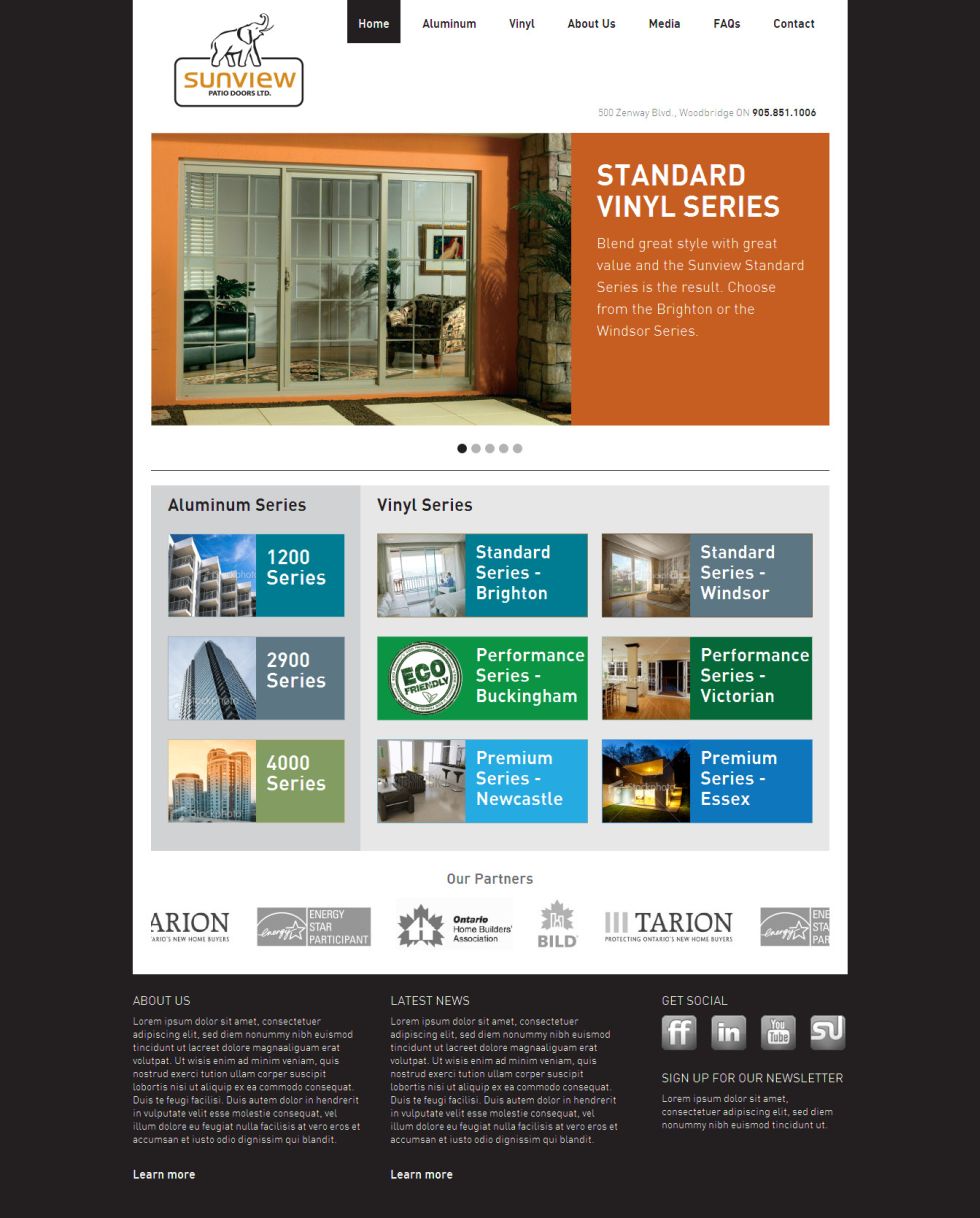 Home
Aluminum
Vinyl
About Us
Media
FAQs
Contact
sunview
PATIO DOORS LTD.
500 Zenway Blvd., Woodbridge ON 905.851.1006
STANDARD
VINYL SERIES
Blend great style with great
value and the Sunview Standard
Series is the result. Choose
from the Brighton or the
Windsor Series.
Aluminum Series
1200
Series
2900
Series
4000
Series
Vinyl Series
Standard
Series -
Brighton
Standard
Series -
Windsor
ECO
FRIENDLY
Performance
Series -
Buckingham
Performance
Series -
Victorian
Premium
Series -
Newcastle
Premium
Series -
Essex
Our Partners
ARION
ARIO'S NEW HOME BUYERS
energy
ENERGY
STAR
PARTICIPANT
Ontario
Home Builders'
Association
BILD
TARION
PROTECTING ONTARIO'S NEW HOME BUYERS
energy
ENE
STA
PAR
ABOUT US
Lorem ipsum dolor sit amet, consectetuer
adipiscing elit, sed diem nonummy nibh euismod
tincidunt ut lacreet dolore magnaaliguam erat
volutpat. Ut wisis enim ad minim veniam, quis
nostrud exerci tution ullam corper suscipit
lobortis nisi ut aliquip ex ea commodo consequat.
Duis te feugi facilisi. Duis autem dolor in hendrerit
in vulputate velit esse molestie consequat, vel
illum dolore eu feugiat nulla facilisis at vero eros et
accumsan et iusto odio dignissim qui blandit.
Learn more
LATEST NEWS
Lorem ipsum dolor sit amet, consectetuer
adipiscing elit, sed diem nonummy nibh euismod
tincidunt ut lacreet dolore magnaaliguam erat
volutpat. Ut wisis enim ad minim veniam, quis
nostrud exerci tution ullam corper suscipit
lobortis nisi ut aliquip ex ea commodo consequat.
Duis te feugi facilisi. Duis autem dolor in hendrerit
in vulputate velit esse molestie consequat, vel
illum dolore eu feugiat nulla facilisis at vero eros et
accumsan et iusto odio dignissim qui blandit.
Learn more
GET SOCIAL
ff
in
You
Tube
SIGN UP FOR OUR NEWSLETTER
Lorem ipsum dolor sit amet,
consectetuer adipiscing elit, sed diem
nonummy nibh euismod tincidunt ut.